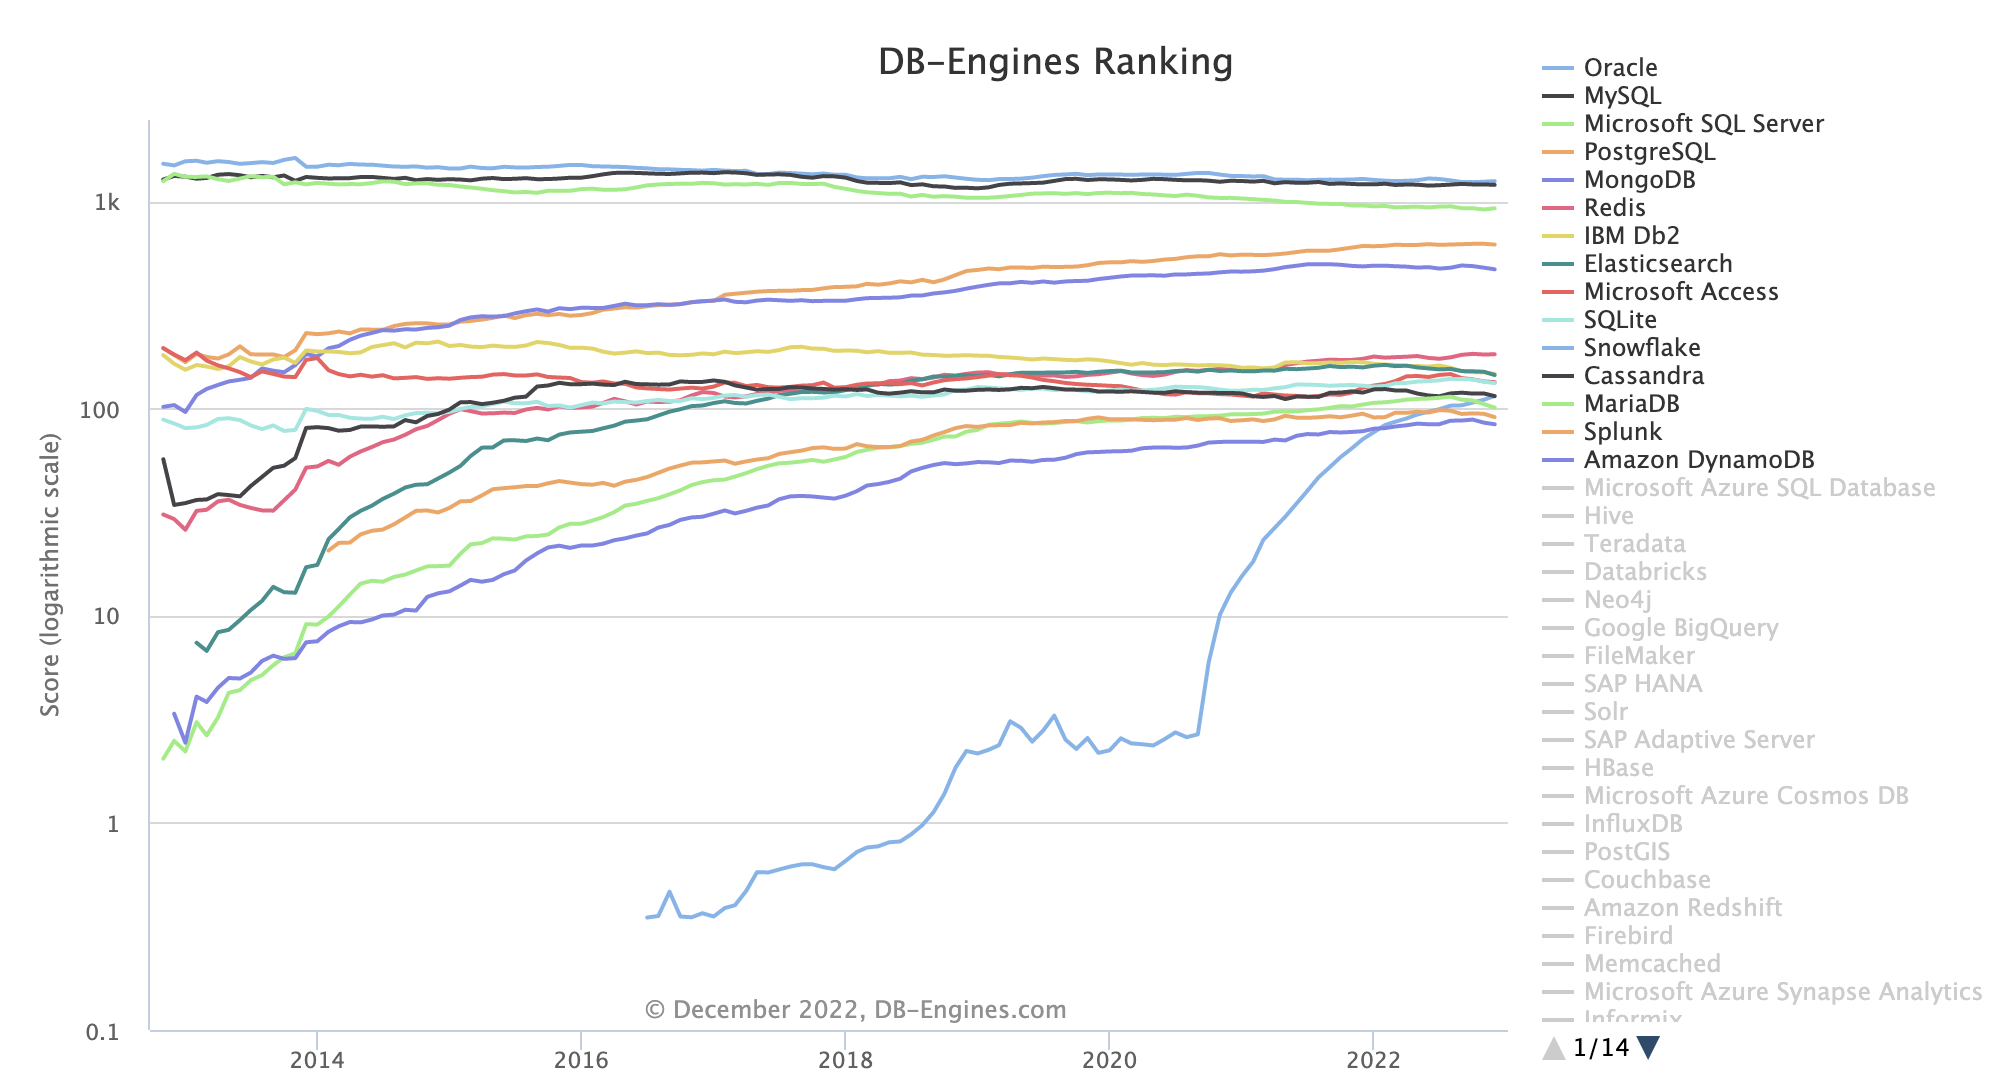 DB-Engines Ranking
Score (logarithmic scale)
1k
100
10
1
0.1
2014
2016
2018
2020
2022
© December 2022, DB-Engines.com
Oracle
MySQL
Microsoft SQL Server
PostgreSQL
MongoDB
Redis
IBM Db2
Elasticsearch
Microsoft Access
SQLite
Snowflake
Cassandra
MariaDB
Splunk
Amazon DynamoDB
Microsoft Azure SQL Database
Hive
Teradata
Databricks
Neo4j
Google BigQuery
FileMaker
SAP HANA
Solr
SAP Adaptive Server
HBase
Microsoft Azure Cosmos DB
InfluxDB
PostGIS
Couchbase
Amazon Redshift
Firebird
Memcached
Microsoft Azure Synapse Analytics
Informix
1/14